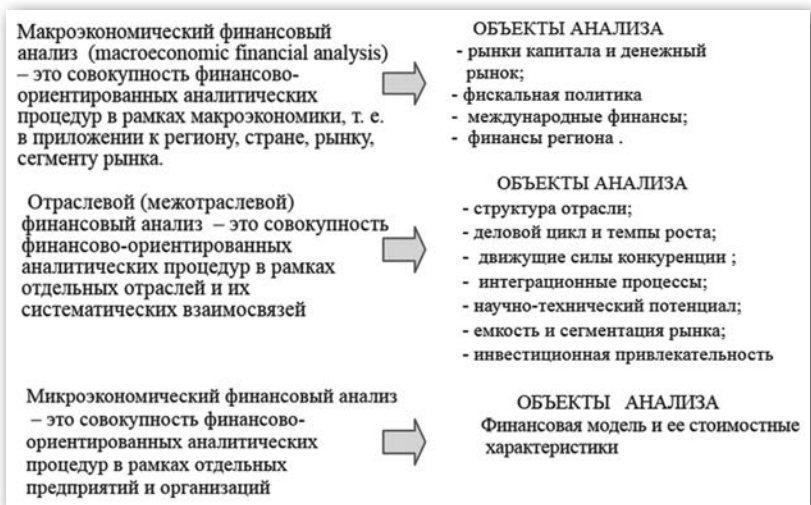 Макроэкономический финансовый
анализ (macroeconomic financial analysis)
– это совокупность финансово-
ориентированных аналитических
процедур в рамках макроэкономики, т. е.
в приложении к региону, стране, рынку,
сегменту рынка.
ОБЪЕКТЫ АНАЛИЗА
- рынки капитала и денежный
рынок;
- фискальная политика
- международные финансы;
- финансы региона .
Отраслевой (межотраслевой)
финансовый анализ – это совокупность
финансово-ориентированных
аналитических процедур в рамках
отдельных отраслей и их
систематических взаимосвязей
ОБЪЕКТЫ АНАЛИЗА
- структура отрасли;
- деловой цикл и темпы роста;
- движущие силы конкуренции ;
- интеграционные процессы;
- научно-технический потенциал;
- емкость и сегментация рынка;
- инвестиционная привлекательность
Микроэкономический финансовый анализ
– это совокупность финансово-
ориентированных аналитических
процедур в рамках отдельных
предприятий и организаций
ОБЪЕКТЫ АНАЛИЗА
Финансовая модель и ее стоимостные
характеристики